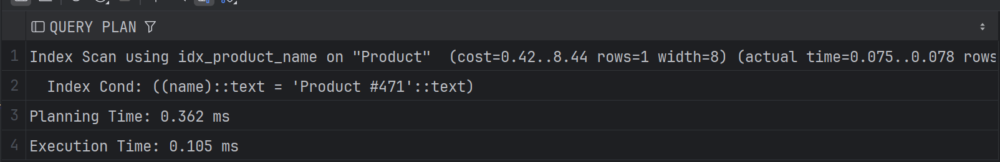 QUERY PLAN
1 Index Scan using idx_product_name on "Product"  (cost=0.42..8.44 rows=1 width=8) (actual time=0.075..0.078 rows
2   Index Cond: ((name)::text = 'Product #471'::text)
3 Planning Time: 0.362 ms
4 Execution Time: 0.105 ms